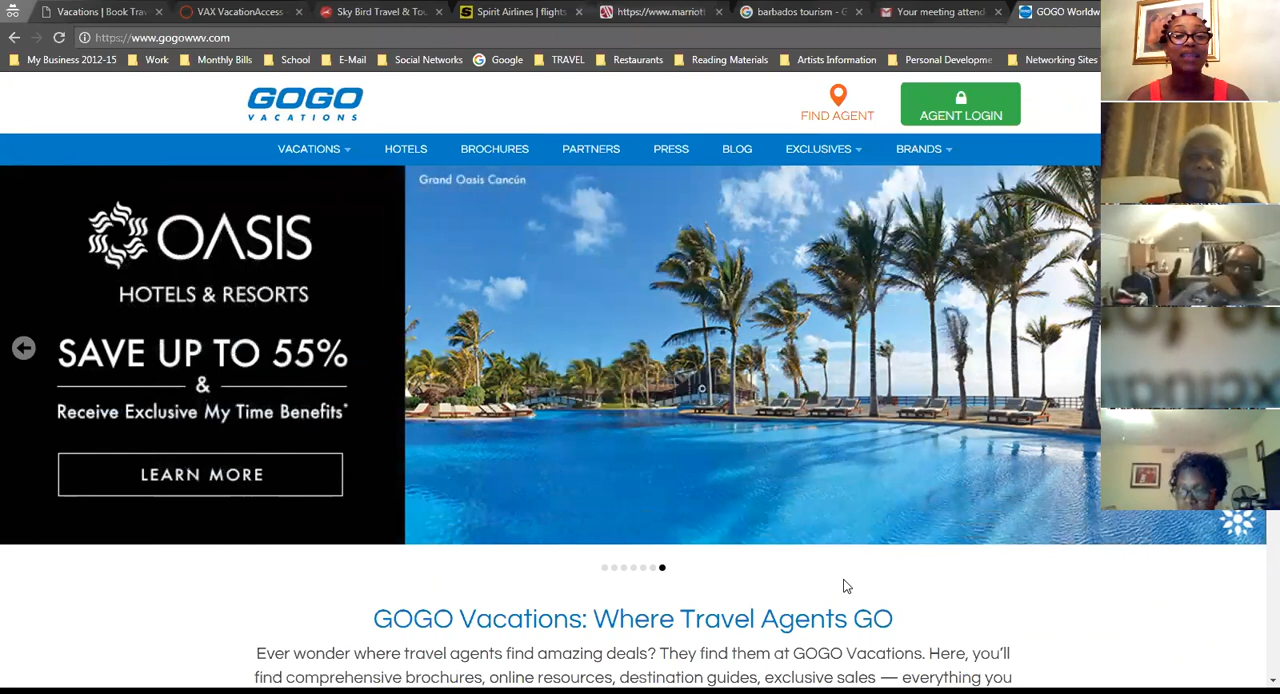 Vacations | Book Trav
VAX VacationAccess
Sky Bird Travel & Tou
Spirit Airlines | flights
https://www.marriott
barbados tourism - G
Your meeting attend
GOGO Worldw
https://www.gogowwv.com
My Business 2012-15
Work
Monthly Bills
School
E-Mail
Social Networks
Google
TRAVEL
Restaurants
Reading Materials
Artists Information
Personal Developme
Networking Sites
GOGO
VACATIONS
FIND AGENT
AGENT LOGIN
VACATIONS
HOTELS
BROCHURES
PARTNERS
PRESS
BLOG
EXCLUSIVES
BRANDS
Grand Oasis Cancún
OASIS
HOTELS & RESORTS
SAVE UP TO 55%
&
Receive Exclusive My Time Benefits*
LEARN MORE
GOGO Vacations: Where Travel Agents GO
Ever wonder where travel agents find amazing deals? They find them at GOGO Vacations. Here, you'll
find comprehensive brochures, online resources, destination guides, exclusive sales — everything you